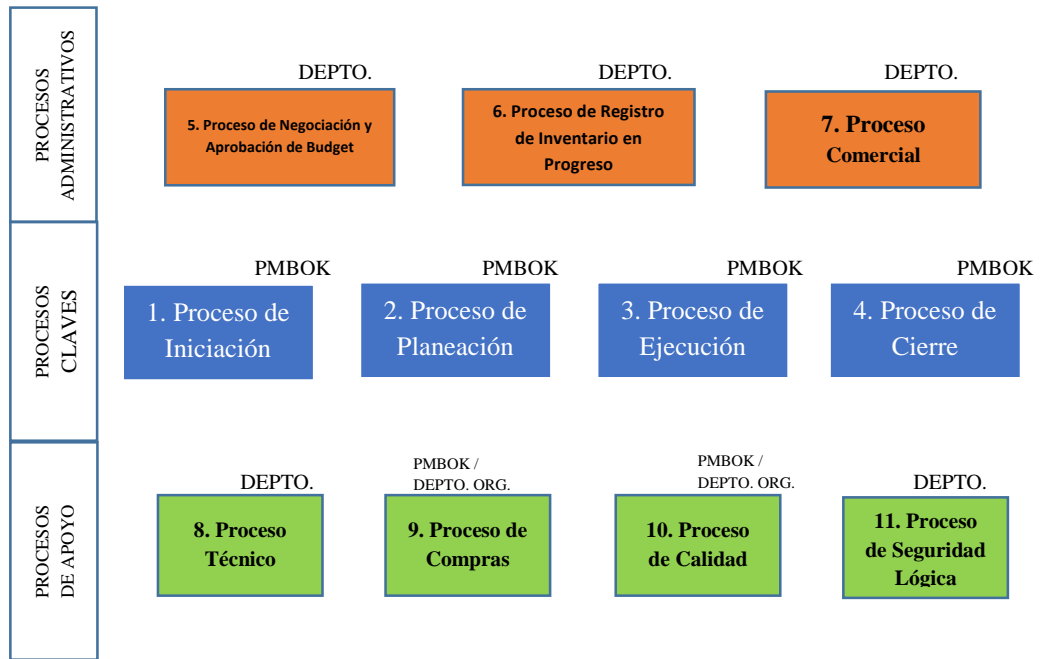 PROCESOS
ADMINISTRATIVOS
DEPTO.
DEPTO.
DEPTO.
5. Proceso de Negociación y
Aprobación de Budget
6. Proceso de Registro
de Inventario en
Progreso
7. Proceso
Comercial
PROCESOS
CLAVES
PMBOK
PMBOK
PMBOK
PMBOK
1. Proceso de
Iniciación
2. Proceso de
Planeación
3. Proceso de
Ejecución
4. Proceso de
Cierre
PROCESOS
DE APOYO
DEPTO.
PMBOK /
DEPTO. ORG.
PMBOK /
DEPTO. ORG.
DEPTO.
8. Proceso
Técnico
9. Proceso de
Compras
10. Proceso
de Calidad
11. Proceso
de Seguridad
Lógica